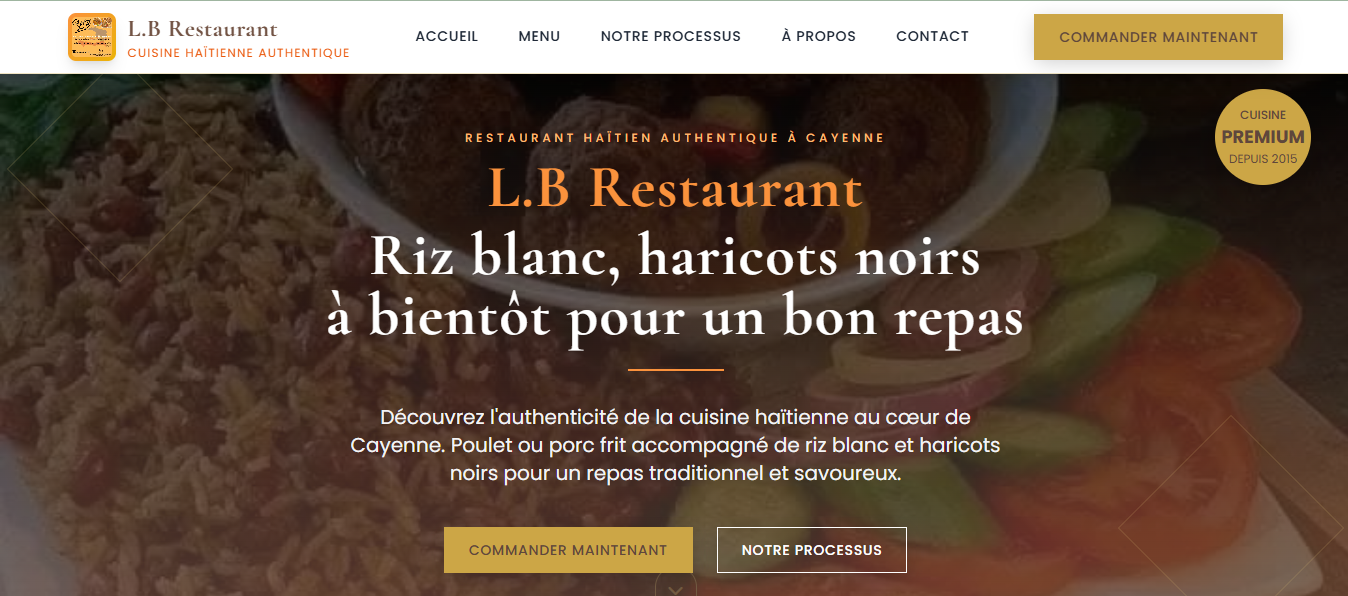 L.B Restaurant
CUISINE HAÏTIENNE AUTHENTIQUE
ACCUEIL
MENU
NOTRE PROCESSUS
À PROPOS
CONTACT
COMMANDER MAINTENANT
CUISINE
PREMIUM
DEPUIS 2015
RESTAURANT HAÏTIEN AUTHENTIQUE À CAYENNE
L.B Restaurant
Riz blanc, haricots noirs
à bientôt pour un bon repas
Découvrez l'authenticité de la cuisine haïtienne au cœur de
Cayenne. Poulet ou porc frit accompagné de riz blanc et haricots
noirs pour un repas traditionnel et savoureux.
COMMANDER MAINTENANT
NOTRE PROCESSUS